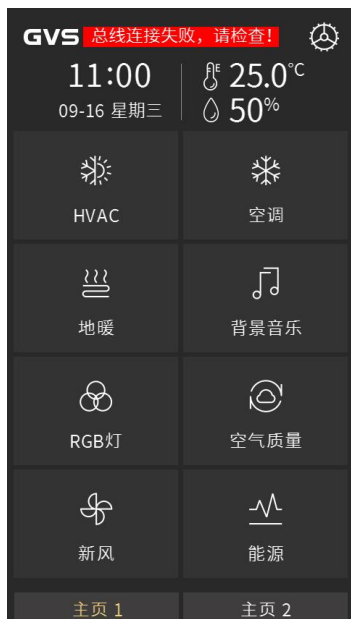 GVS 总线连接失败，请检查!
11:00 25.0°C
09-16 星期三 50%
HVAC 空调
地暖 背景音乐
RGB灯 空气质量
新风 能源
主页 1 主页 2